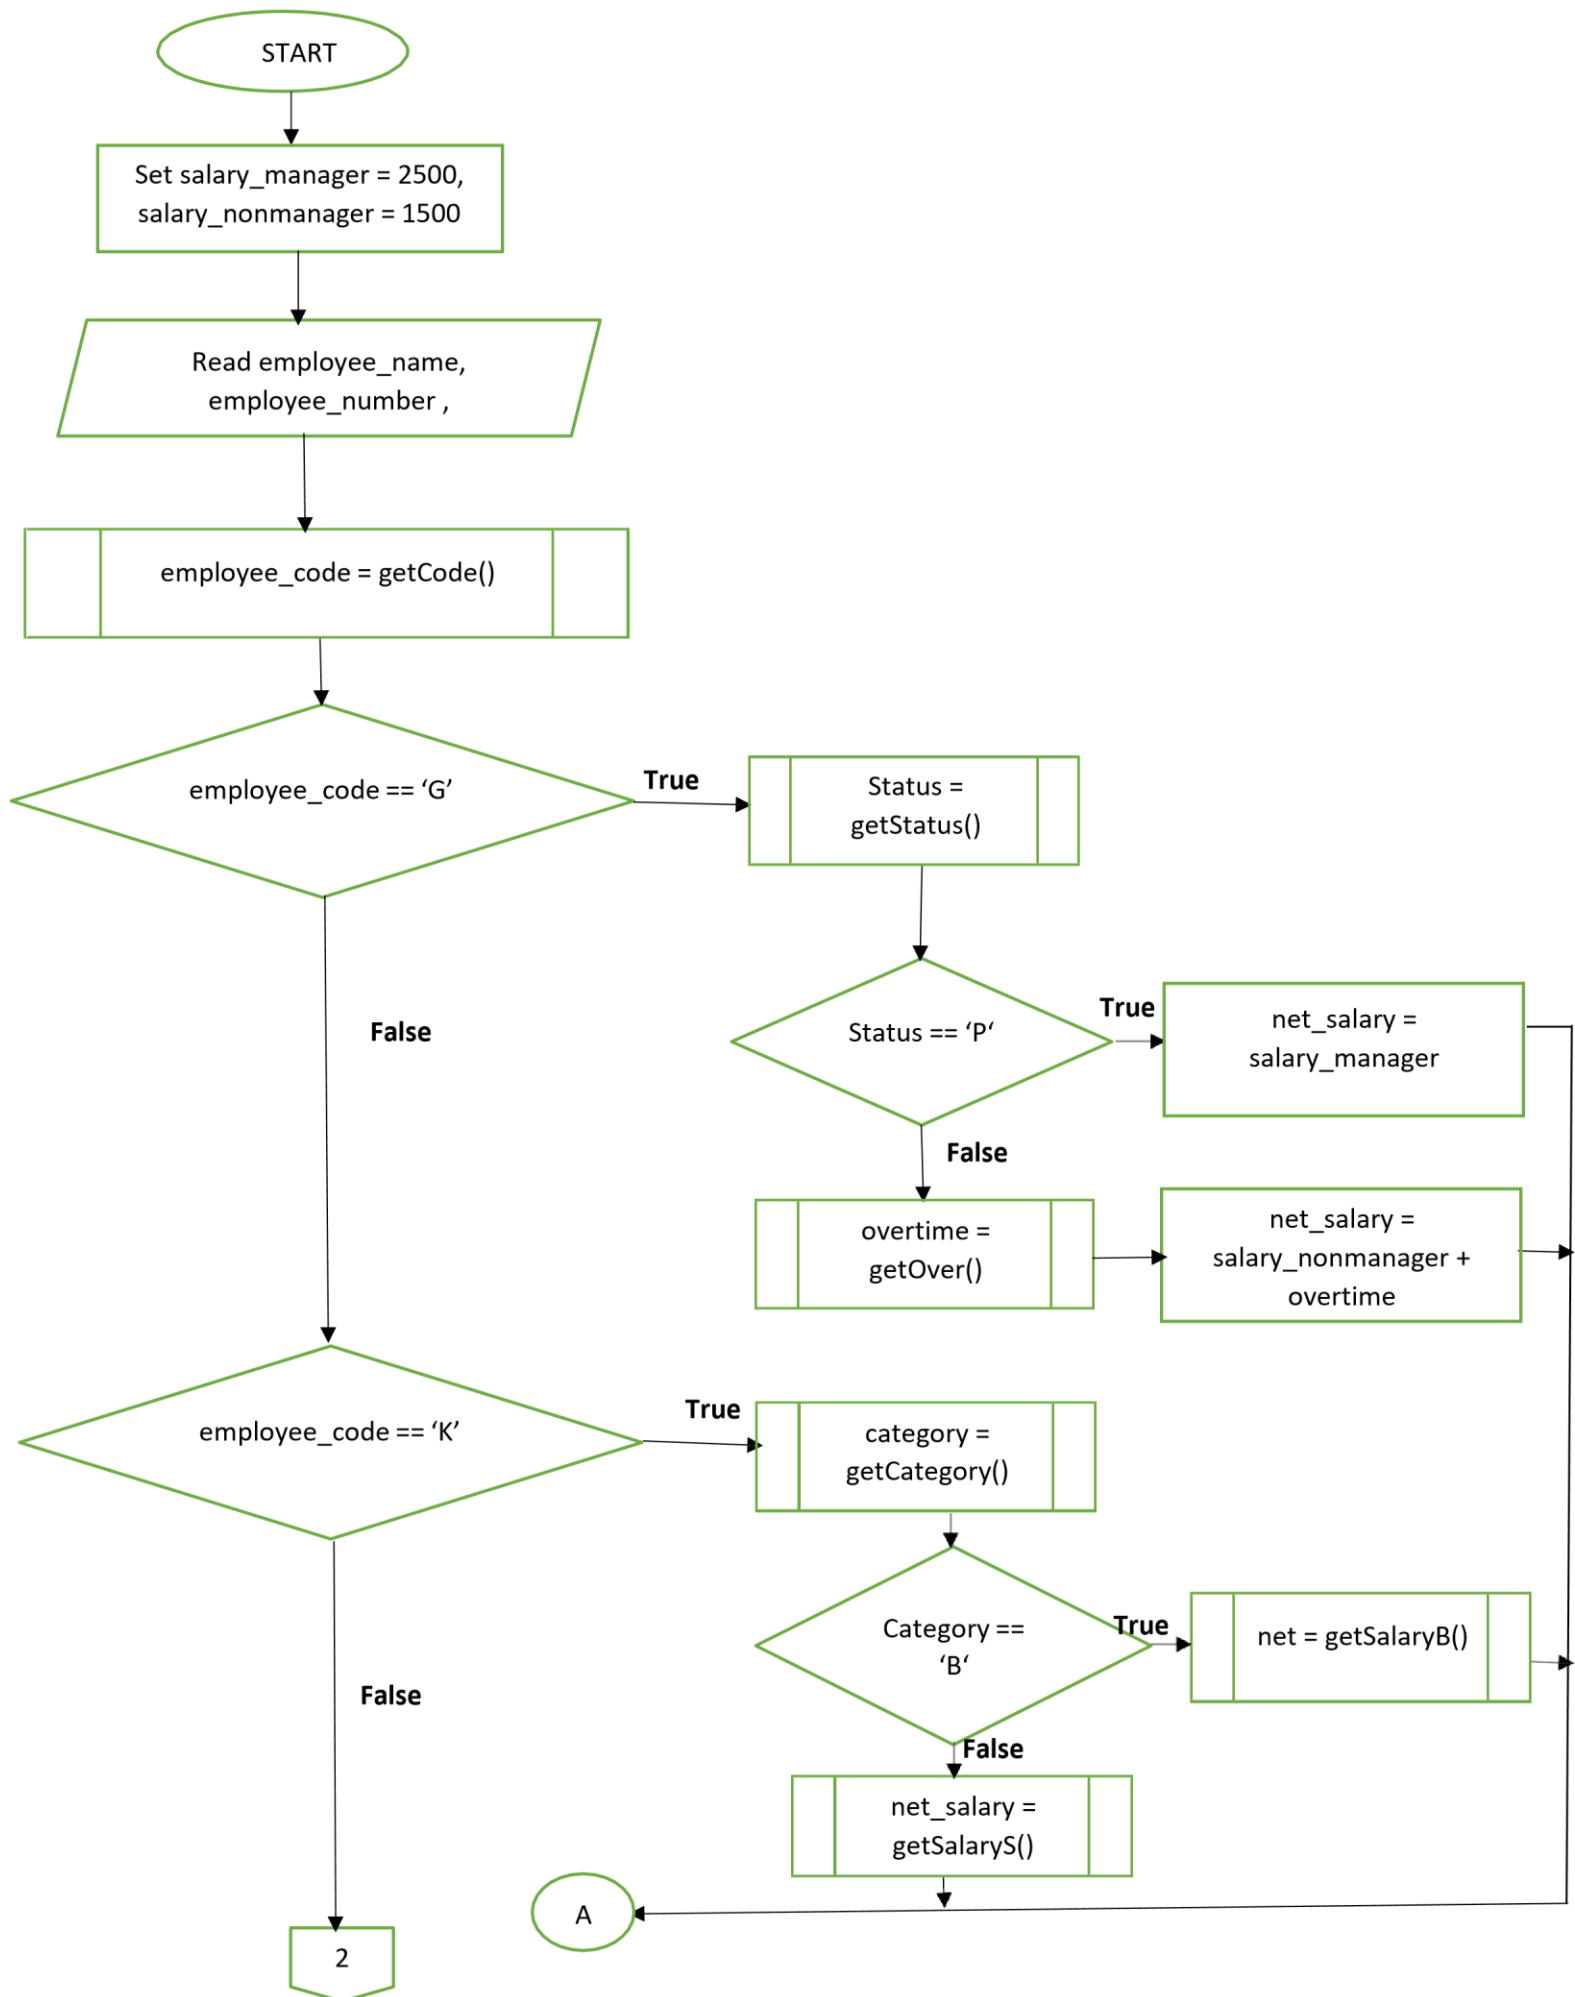 START
Set salary_manager = 2500,
salary_nonmanager = 1500
Read employee_name,
employee_number ,
employee_code = getCode()
employee_code == ‘G’
True
Status =
getStatus()
Status == ‘P‘
True
net_salary =
salary_manager
False
False
overtime =
getOver()
net_salary =
salary_nonmanager +
overtime
employee_code == ‘K’
True
category =
getCategory()
Category ==
‘B‘
True
net = getSalaryB()
False
False
net_salary =
getSalaryS()
A
2